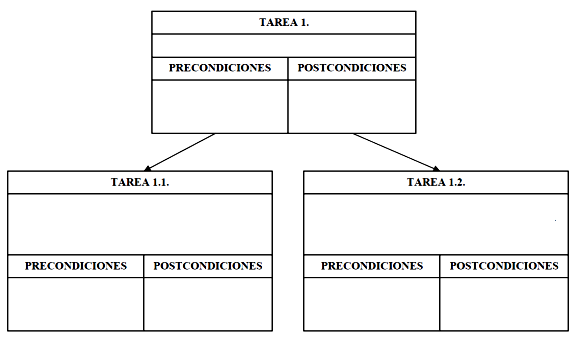 TAREA 1.
PRECONDICIONES POSTCONDICIONES
TAREA 1.1.
PRECONDICIONES POSTCONDICIONES
TAREA 1.2.
PRECONDICIONES POSTCONDICIONES